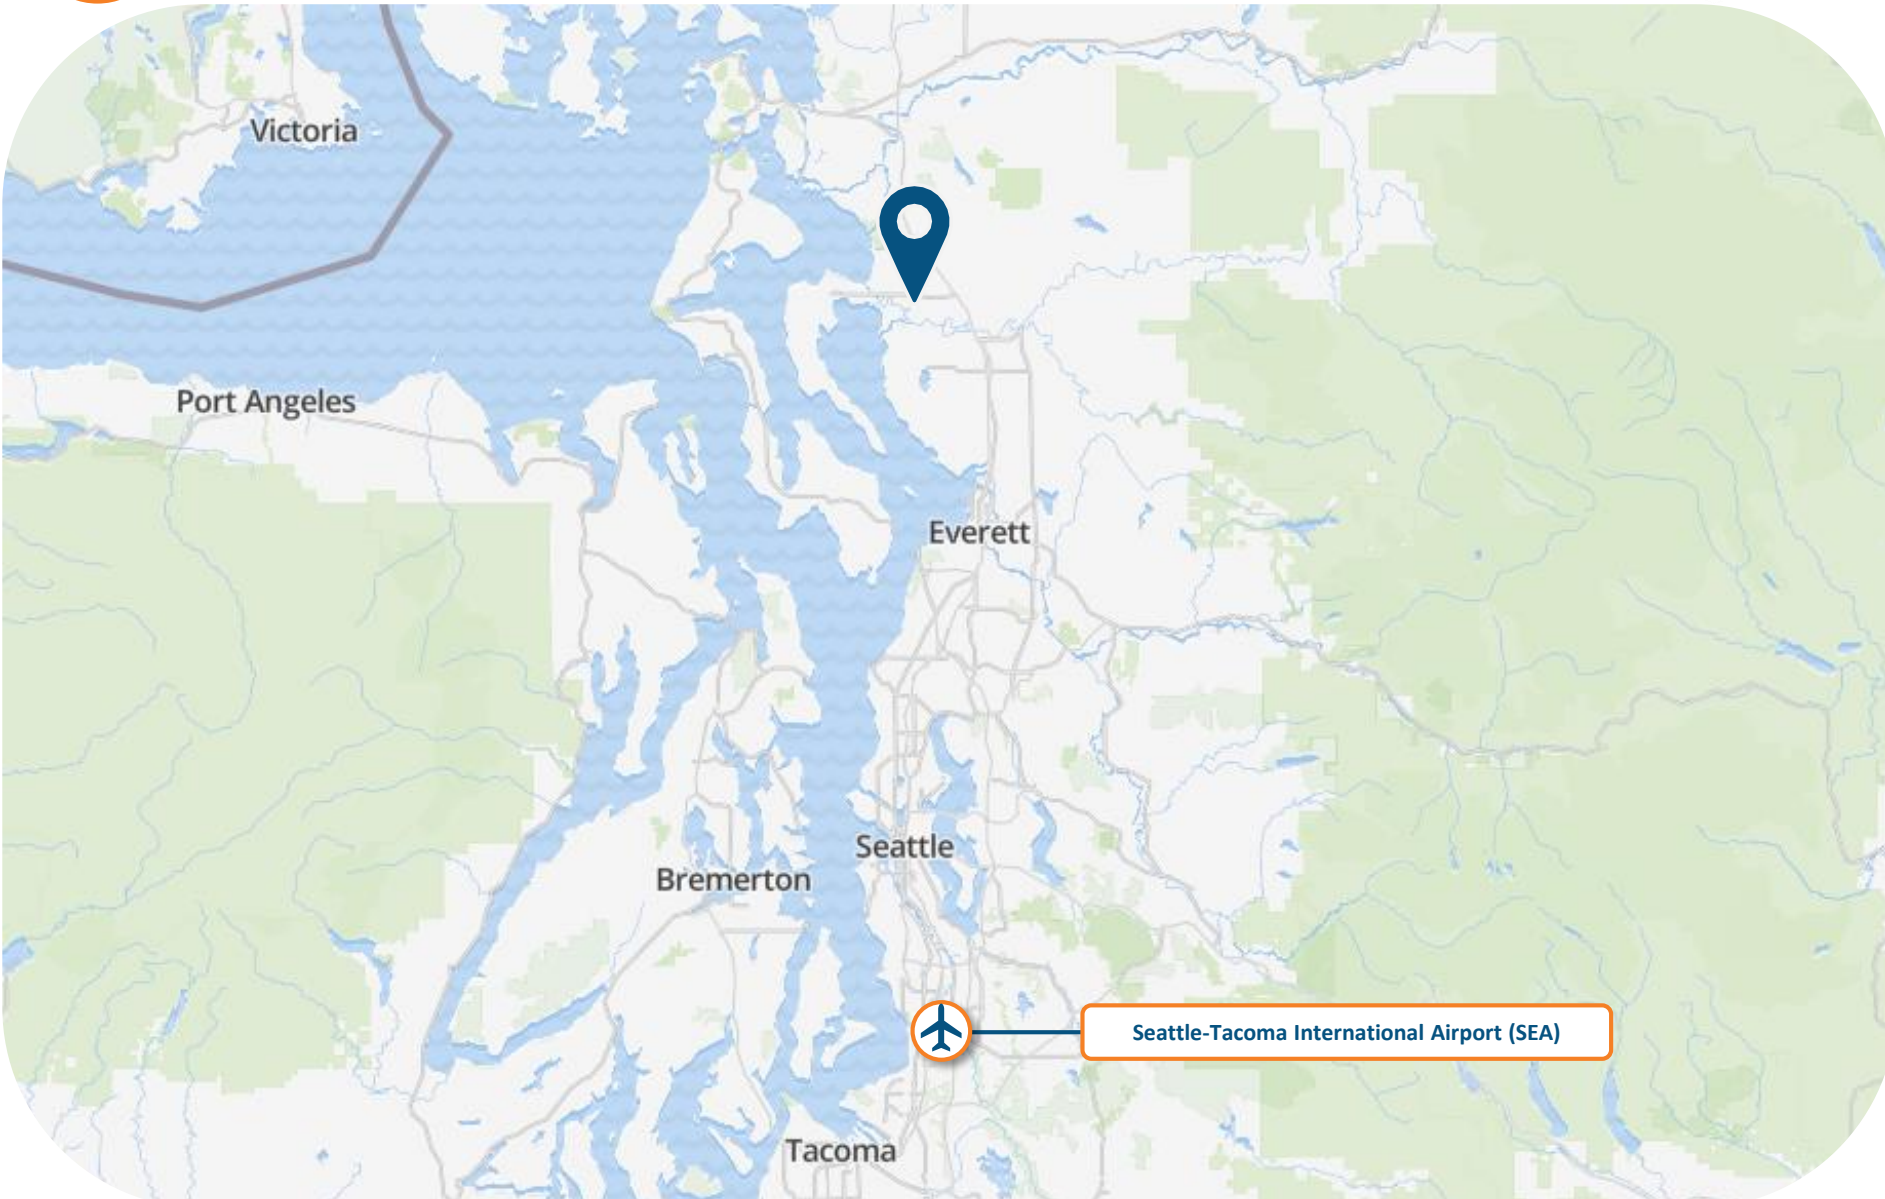 Victoria
Port Angeles
Everett
Seattle
Bremerton
Seattle-Tacoma International Airport (SEA)
Tacoma